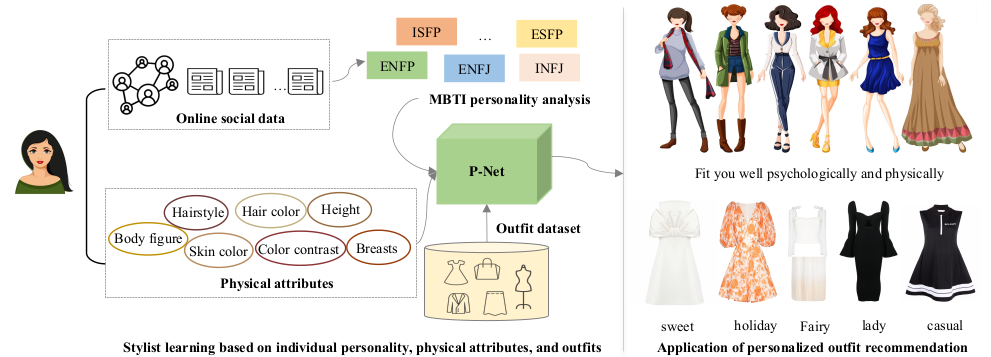 ISFP
...
ESFP
ENFP
ENFJ
INFJ
MBTI personality analysis
...
Online social data
P-Net
Hairstyle
Hair color
Height
Body figure
Skin color
Color contrast
Breasts
Physical attributes
Outfit dataset
Stylist learning based on individual personality, physical attributes, and outfits
Fit you well psychologically and physically
sweet
holiday
Fairy
lady
casual
Application of personalized outfit recommendation